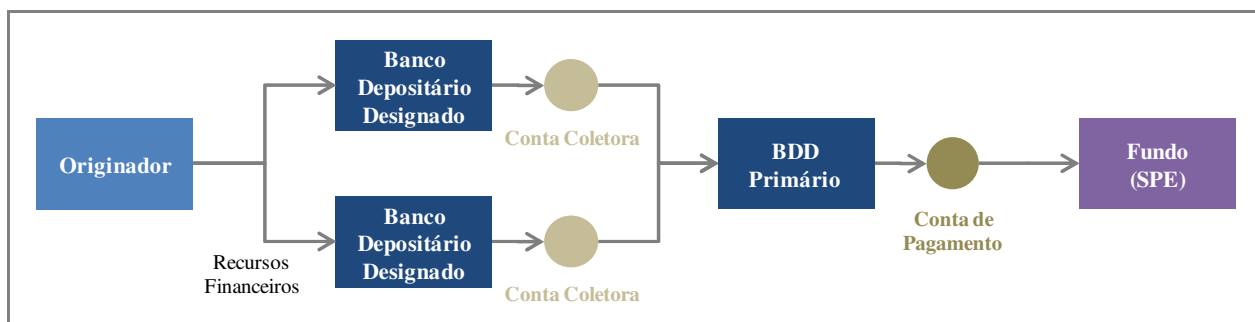 Originador
Recursos
Financeiros
Banco
Depositário
Designado
Conta Coletora
Banco
Depositário
Designado
Conta Coletora
BDD
Primário
Conta de
Pagamento
Fundo
(SPE)